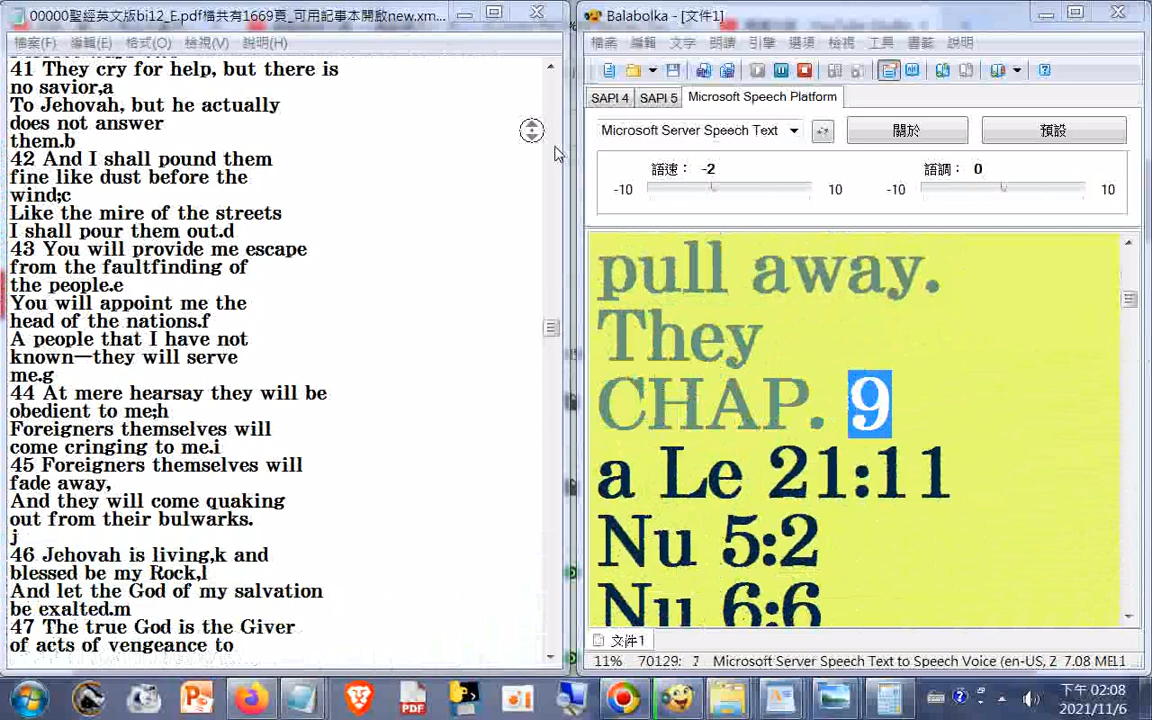 00000聖經英文版bi12_E.pdf檔共有1669頁_可用記事本開啟new.xm...
檔案(F) 編輯(E) 格式(O) 檢視(V) 說明(H)
41 They cry for help, but there is
no savior,a
To Jehovah, but he actually
does not answer
them.b
42 And I shall pound them
fine like dust before the
wind;c
Like the mire of the streets
I shall pour them out.d
43 You will provide me escape
from the faultfinding of
the people.e
You will appoint me the
head of the nations.f
A people that I have not
known—they will serve
me.g
44 At mere hearsay they will be
obedient to me;h
Foreigners themselves will
come cringing to me.i
45 Foreigners themselves will
fade away,
And they will come quaking
out from their bulwarks.
j
46 Jehovah is living,k and
blessed be my Rock,l
And let the God of my salvation
be exalted.m
47 The true God is the Giver
of acts of vengeance to
Balabolka - [文件1]
檔案 編輯 文字 朗讀 引擎 選項 檢視 工具 書籤 說明
SAPI 4 SAPI 5 Microsoft Speech Platform
Microsoft Server Speech Text 關於 預設
語速: -2 語調: 0
-10 10 -10 10
pull away.
They
CHAP. 9
a Le 21:11
Nu 5:2
Nu 6:6
文件1
11% 70129: Microsoft Server Speech Text to Speech Voice (en-US, Z 7.08 ME
下午 02:08
2021/11/6